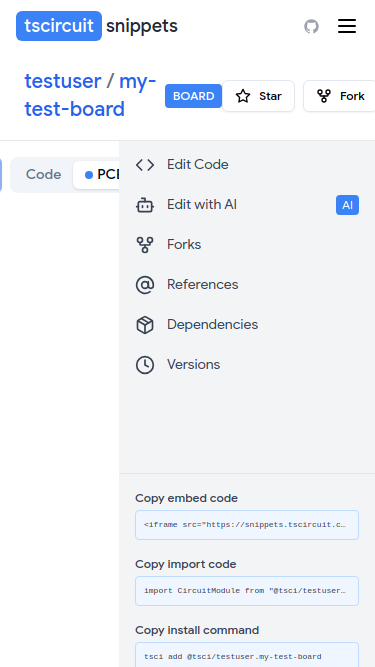 tscircuit snippets
testuser / my-
test-board
BOARD
Star
Fork
Code
PCB
Edit Code
Edit with AI
AI
Forks
References
Dependencies
Versions
Copy embed code
<iframe src="https://snippets.tscircuit.c…
Copy import code
import CircuitModule from "@tsci/testuser…
Copy install command
tsci add @tsci/testuser.my-test-board